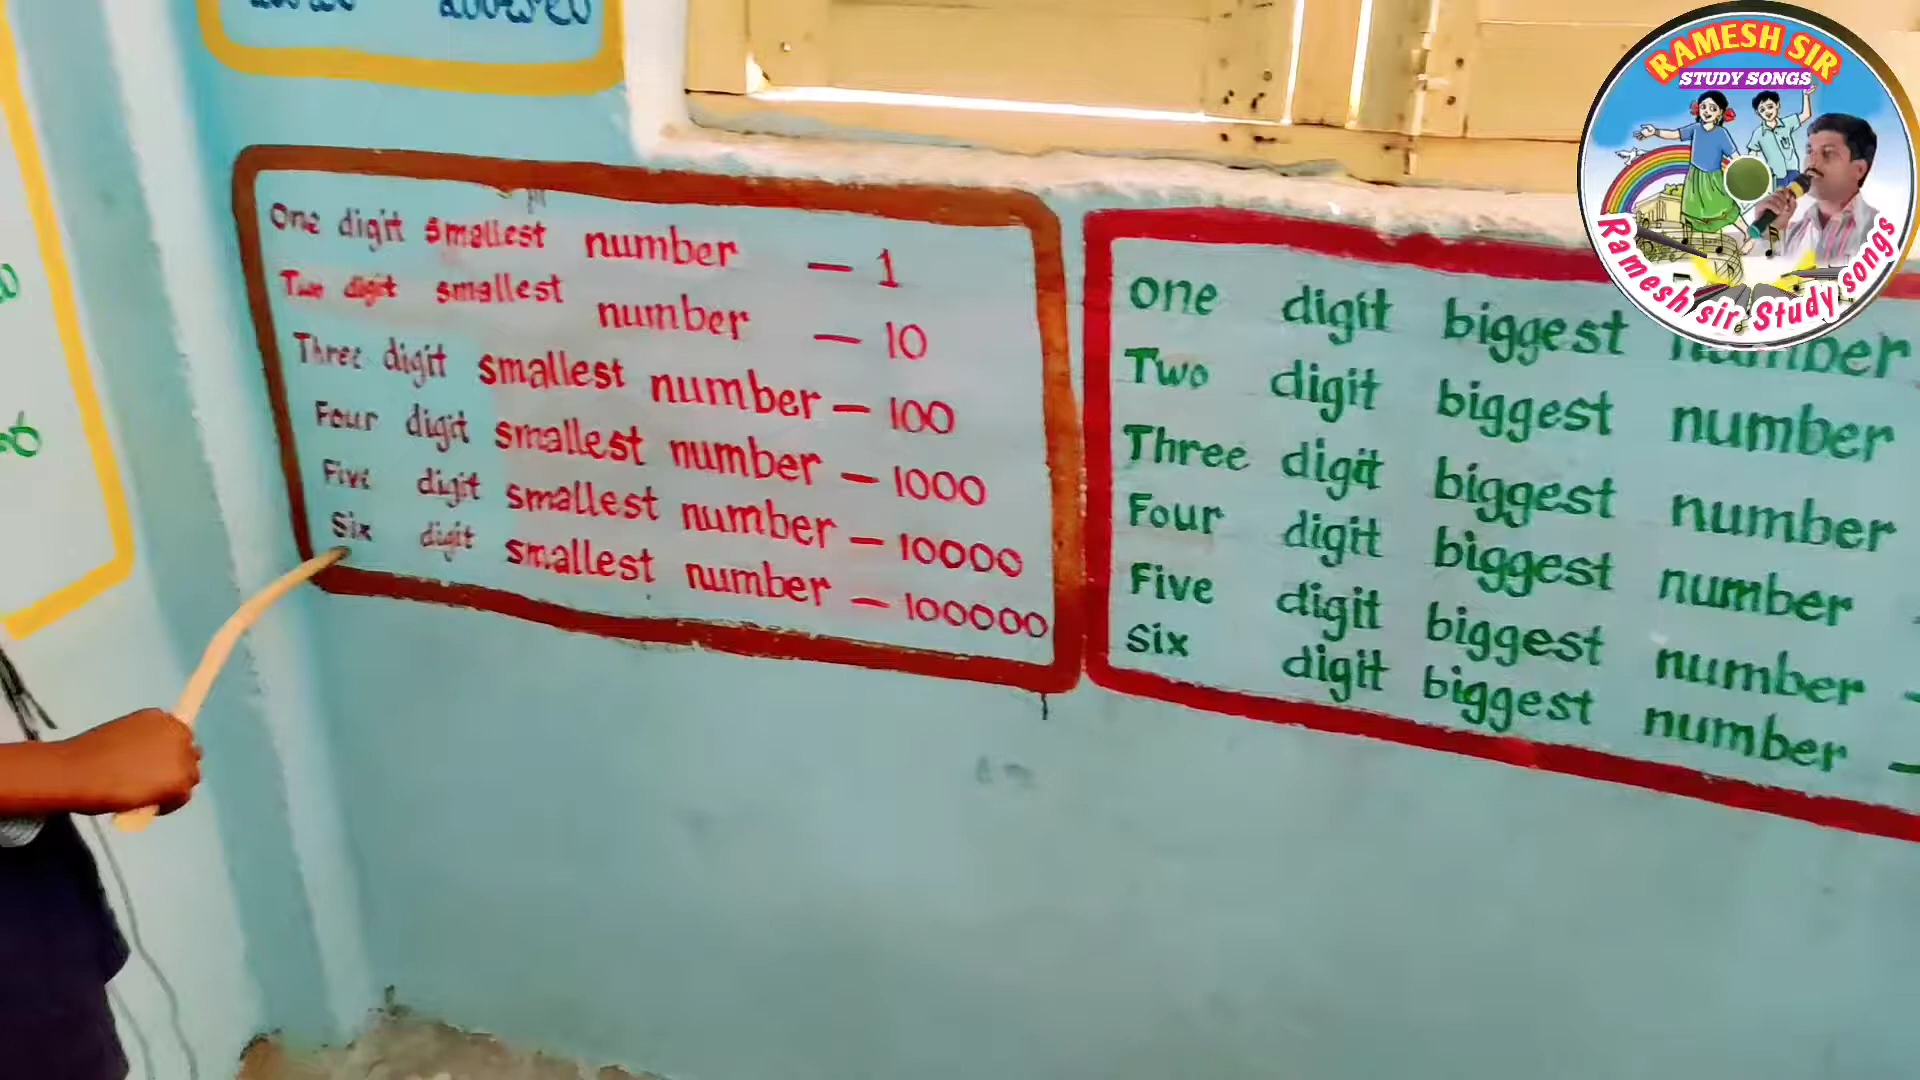 One digit smallest number — 1
Two digit smallest number — 10
Three digit smallest number — 100
Four digit smallest number — 1000
Five digit smallest number — 10000
Six digit smallest number — 100000
one digit biggest number
Two digit biggest number
Three digit biggest number
Four digit biggest number
Five digit biggest number —
six digit biggest number —
RAMESH SIR
STUDY SONGS
Ramesh sir Study songs